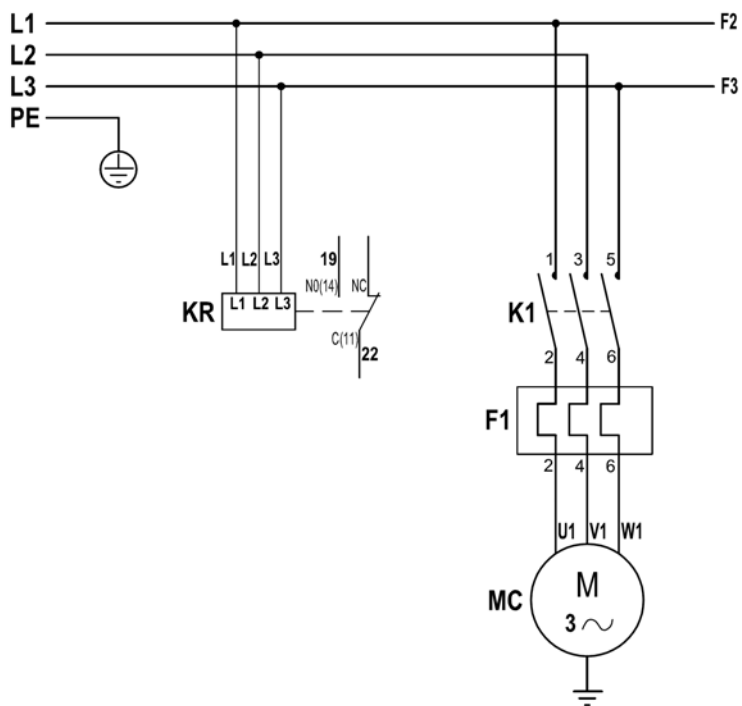 L1 F2
L2
L3 F3
PE
L1 L2 L3 19 1 3 5
N0(14) NC
L1 L2 L3
KR K1
C(11)
22 2 4 6
F1
2 4 6
U1 V1 W1
M
MC
3